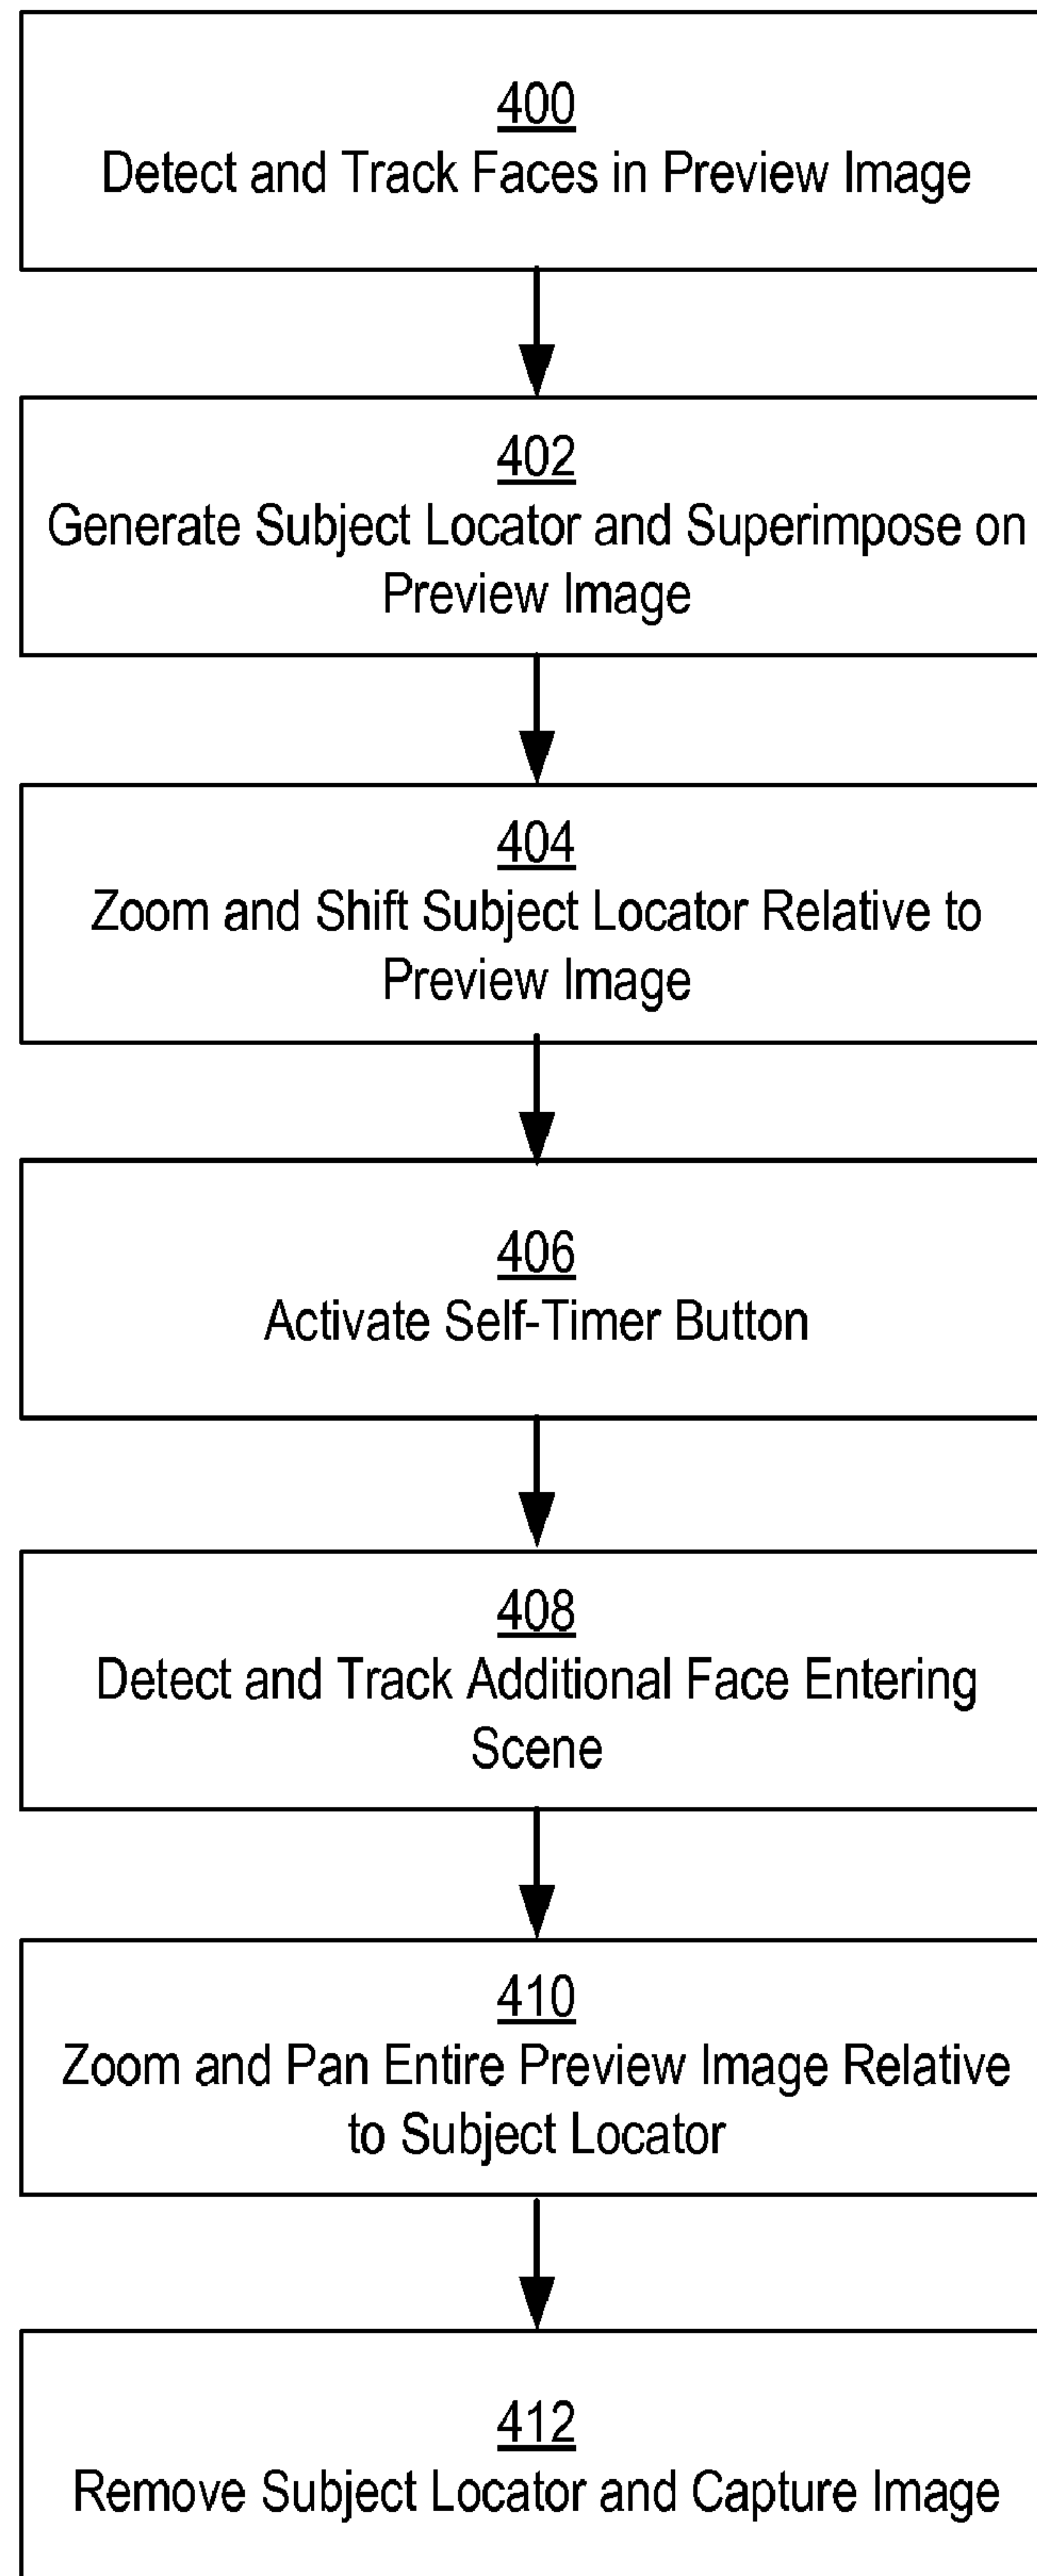 400
Detect and Track Faces in Preview Image
402
Generate Subject Locator and Superimpose on
Preview Image
404
Zoom and Shift Subject Locator Relative to
Preview Image
406
Activate Self-Timer Button
408
Detect and Track Additional Face Entering
Scene
410
Zoom and Pan Entire Preview Image Relative
to Subject Locator
412
Remove Subject Locator and Capture Image